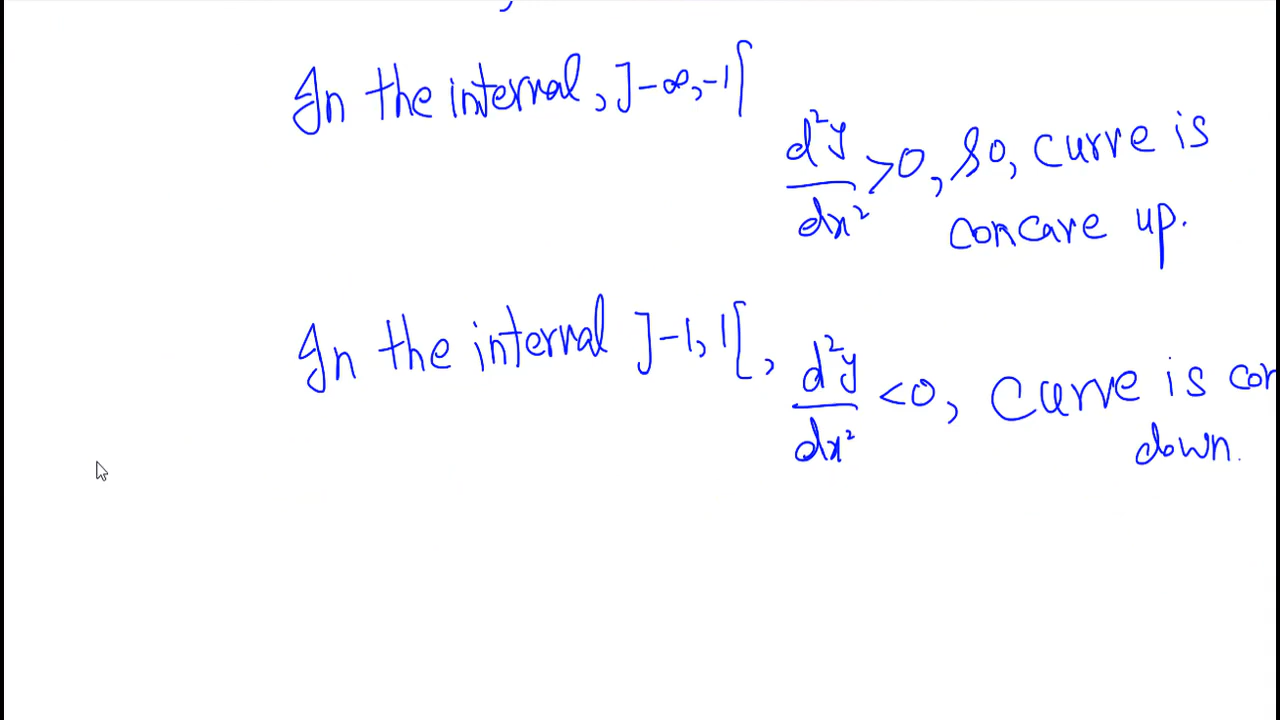 In the interval, ]-∞, -1[
d²y/dx² >0, So, curve is
concave up.
In the interval ]-1, 1[, d²y/dx² <0, Curve is con
down.